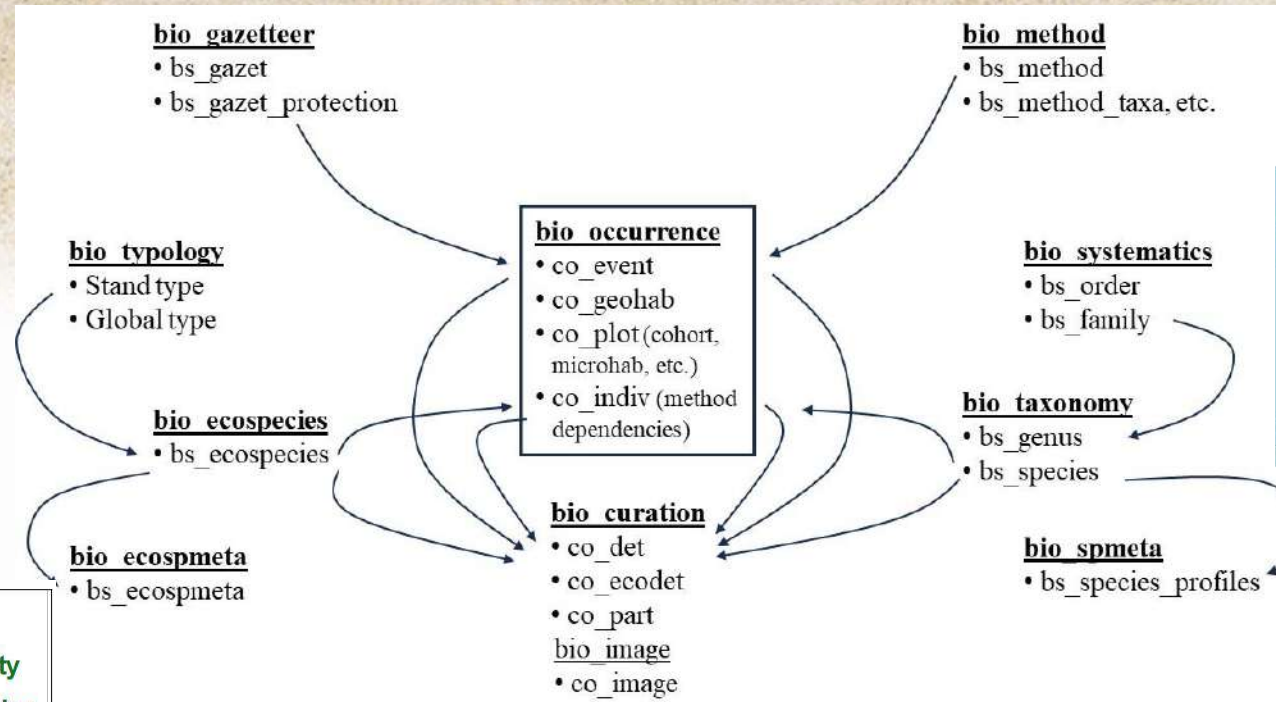 bio_gazetteer
• bs_gazet
• bs_gazet_protection
bio_method
• bs_method
• bs_method_taxa, etc.
bio_typology
• Stand type
• Global type
bio_occurrence
• co_event
• co_geohab
• co_plot (cohort,
microhab, etc.)
• co_indiv (method
dependencies)
bio_systematics
• bs_order
• bs_family
bio_ecospecies
• bs_ecospecies
bio_taxonomy
• bs_genus
• bs_species
bio_ecospmeta
• bs_ecospmeta
bio_curation
• co_det
• co_ecodet
• co_part
bio_image
• co_image
bio_spmeta
• bs_species_profiles
ty